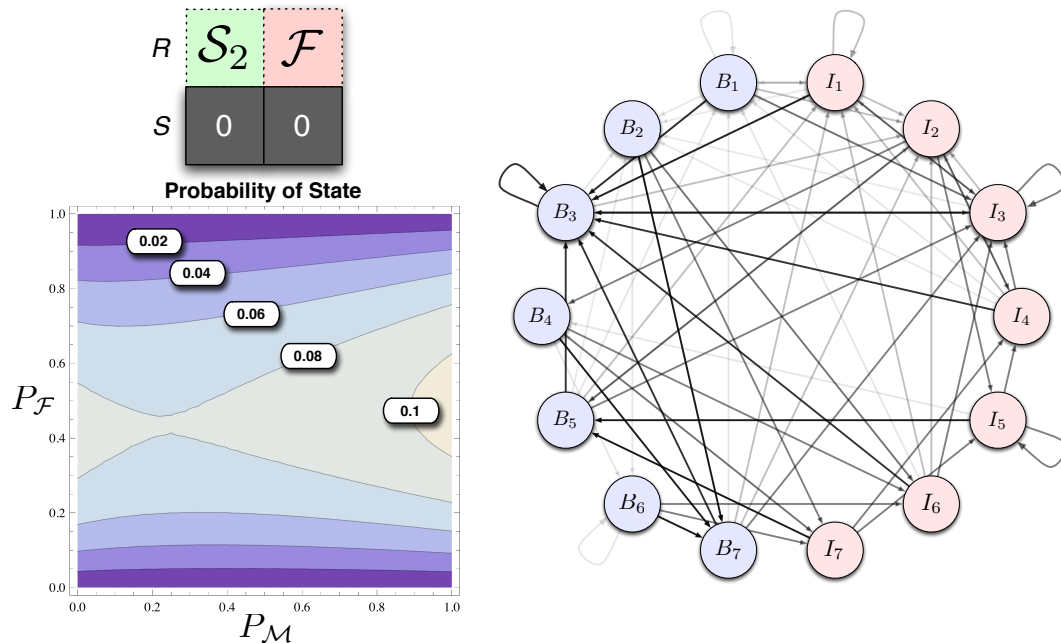 R S₂ F
S 0 0
Probability of State
1.0
0.8
0.6
0.4
0.2
0.0
P_F
0.02
0.04
0.06
0.08
0.1
0.0 0.2 0.4 0.6 0.8 1.0
P_M
B₁ I₁
B₂ I₂
B₃ I₃
B₄ I₄
B₅ I₅
B₆ I₆
B₇ I₇